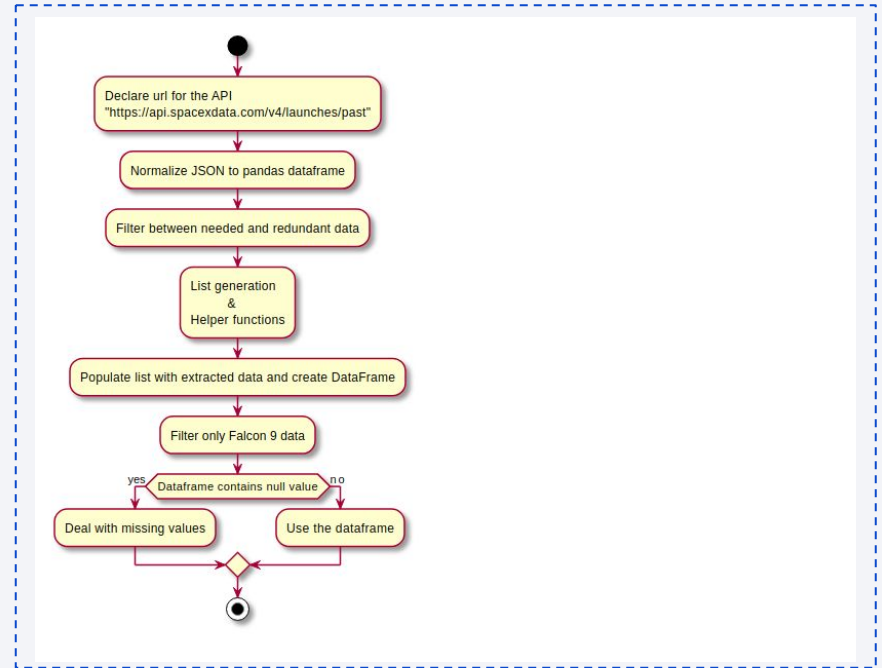 Declare url for the API
"https://api.spacexdata.com/v4/launches/past"
Normalize JSON to pandas dataframe
Filter between needed and redundant data
List generation
&
Helper functions
Populate list with extracted data and create DataFrame
Filter only Falcon 9 data
yes
Dataframe contains null value
no
Deal with missing values
Use the dataframe